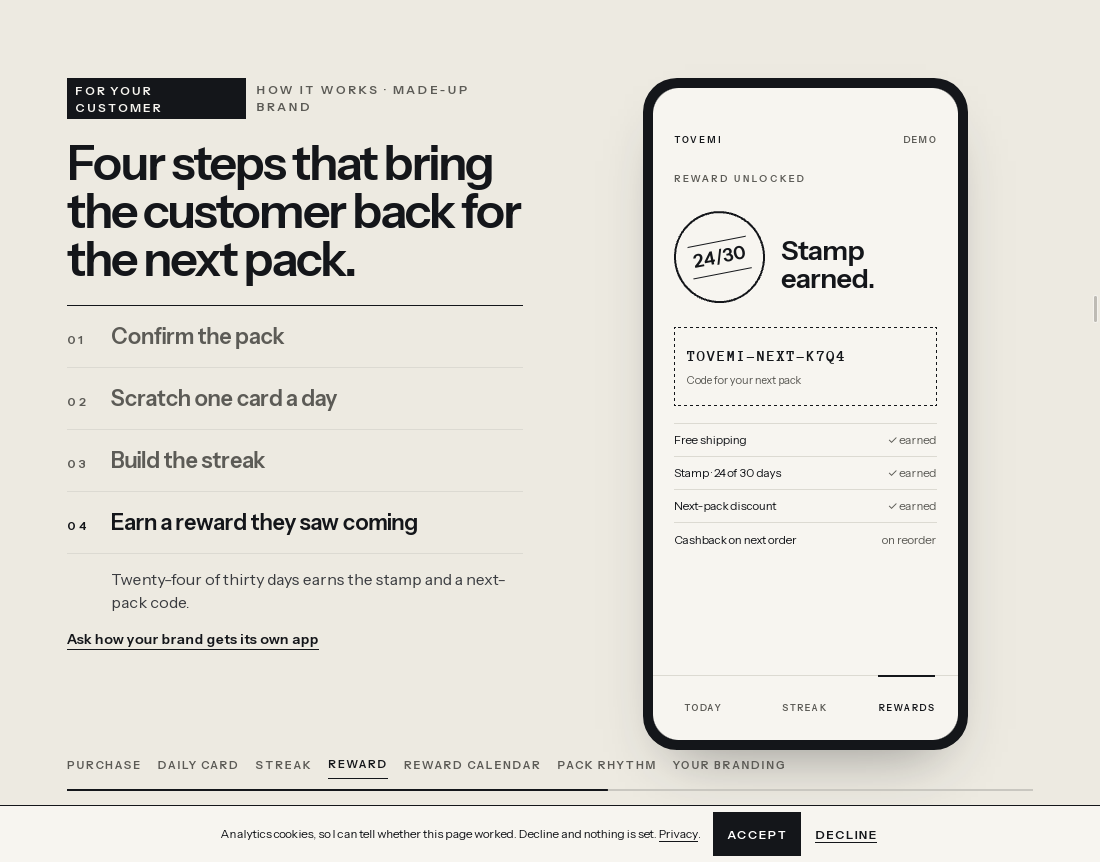 FOR YOUR
CUSTOMER
HOW IT WORKS · MADE-UP
BRAND
Four steps that bring
the customer back for
the next pack.
01 Confirm the pack
02 Scratch one card a day
03 Build the streak
04 Earn a reward they saw coming
Twenty-four of thirty days earns the stamp and a next-
pack code.
Ask how your brand gets its own app
TOVEMI DEMO
REWARD UNLOCKED
24/30
Stamp
earned.
TOVEMI-NEXT-K7Q4
Code for your next pack
Free shipping ✓ earned
Stamp · 24 of 30 days ✓ earned
Next-pack discount ✓ earned
Cashback on next order on reorder
TODAY STREAK REWARDS
PURCHASE DAILY CARD STREAK REWARD REWARD CALENDAR PACK RHYTHM YOUR BRANDING
Analytics cookies, so I can tell whether this page worked. Decline and nothing is set. Privacy. ACCEPT DECLINE